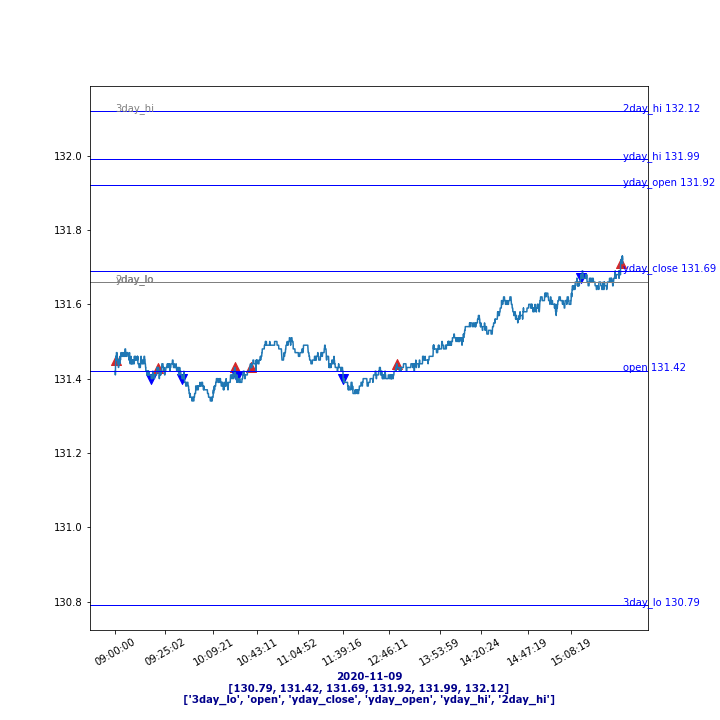 3day_hi
2day_hi 132.12
132.0
yday_hi 131.99
yday_open 131.92
131.8
yday_close 131.69
2day_lo
131.6
131.4
open 131.42
131.2
131.0
130.8
3day_lo 130.79
09:00:00
09:25:02
10:09:21
10:43:11
11:04:52
11:39:16
12:46:11
13:53:59
14:20:24
14:47:19
15:08:19
2020-11-09
[130.79, 131.42, 131.69, 131.92, 131.99, 132.12]
['3day_lo', 'open', 'yday_close', 'yday_open', 'yday_hi', '2day_hi']